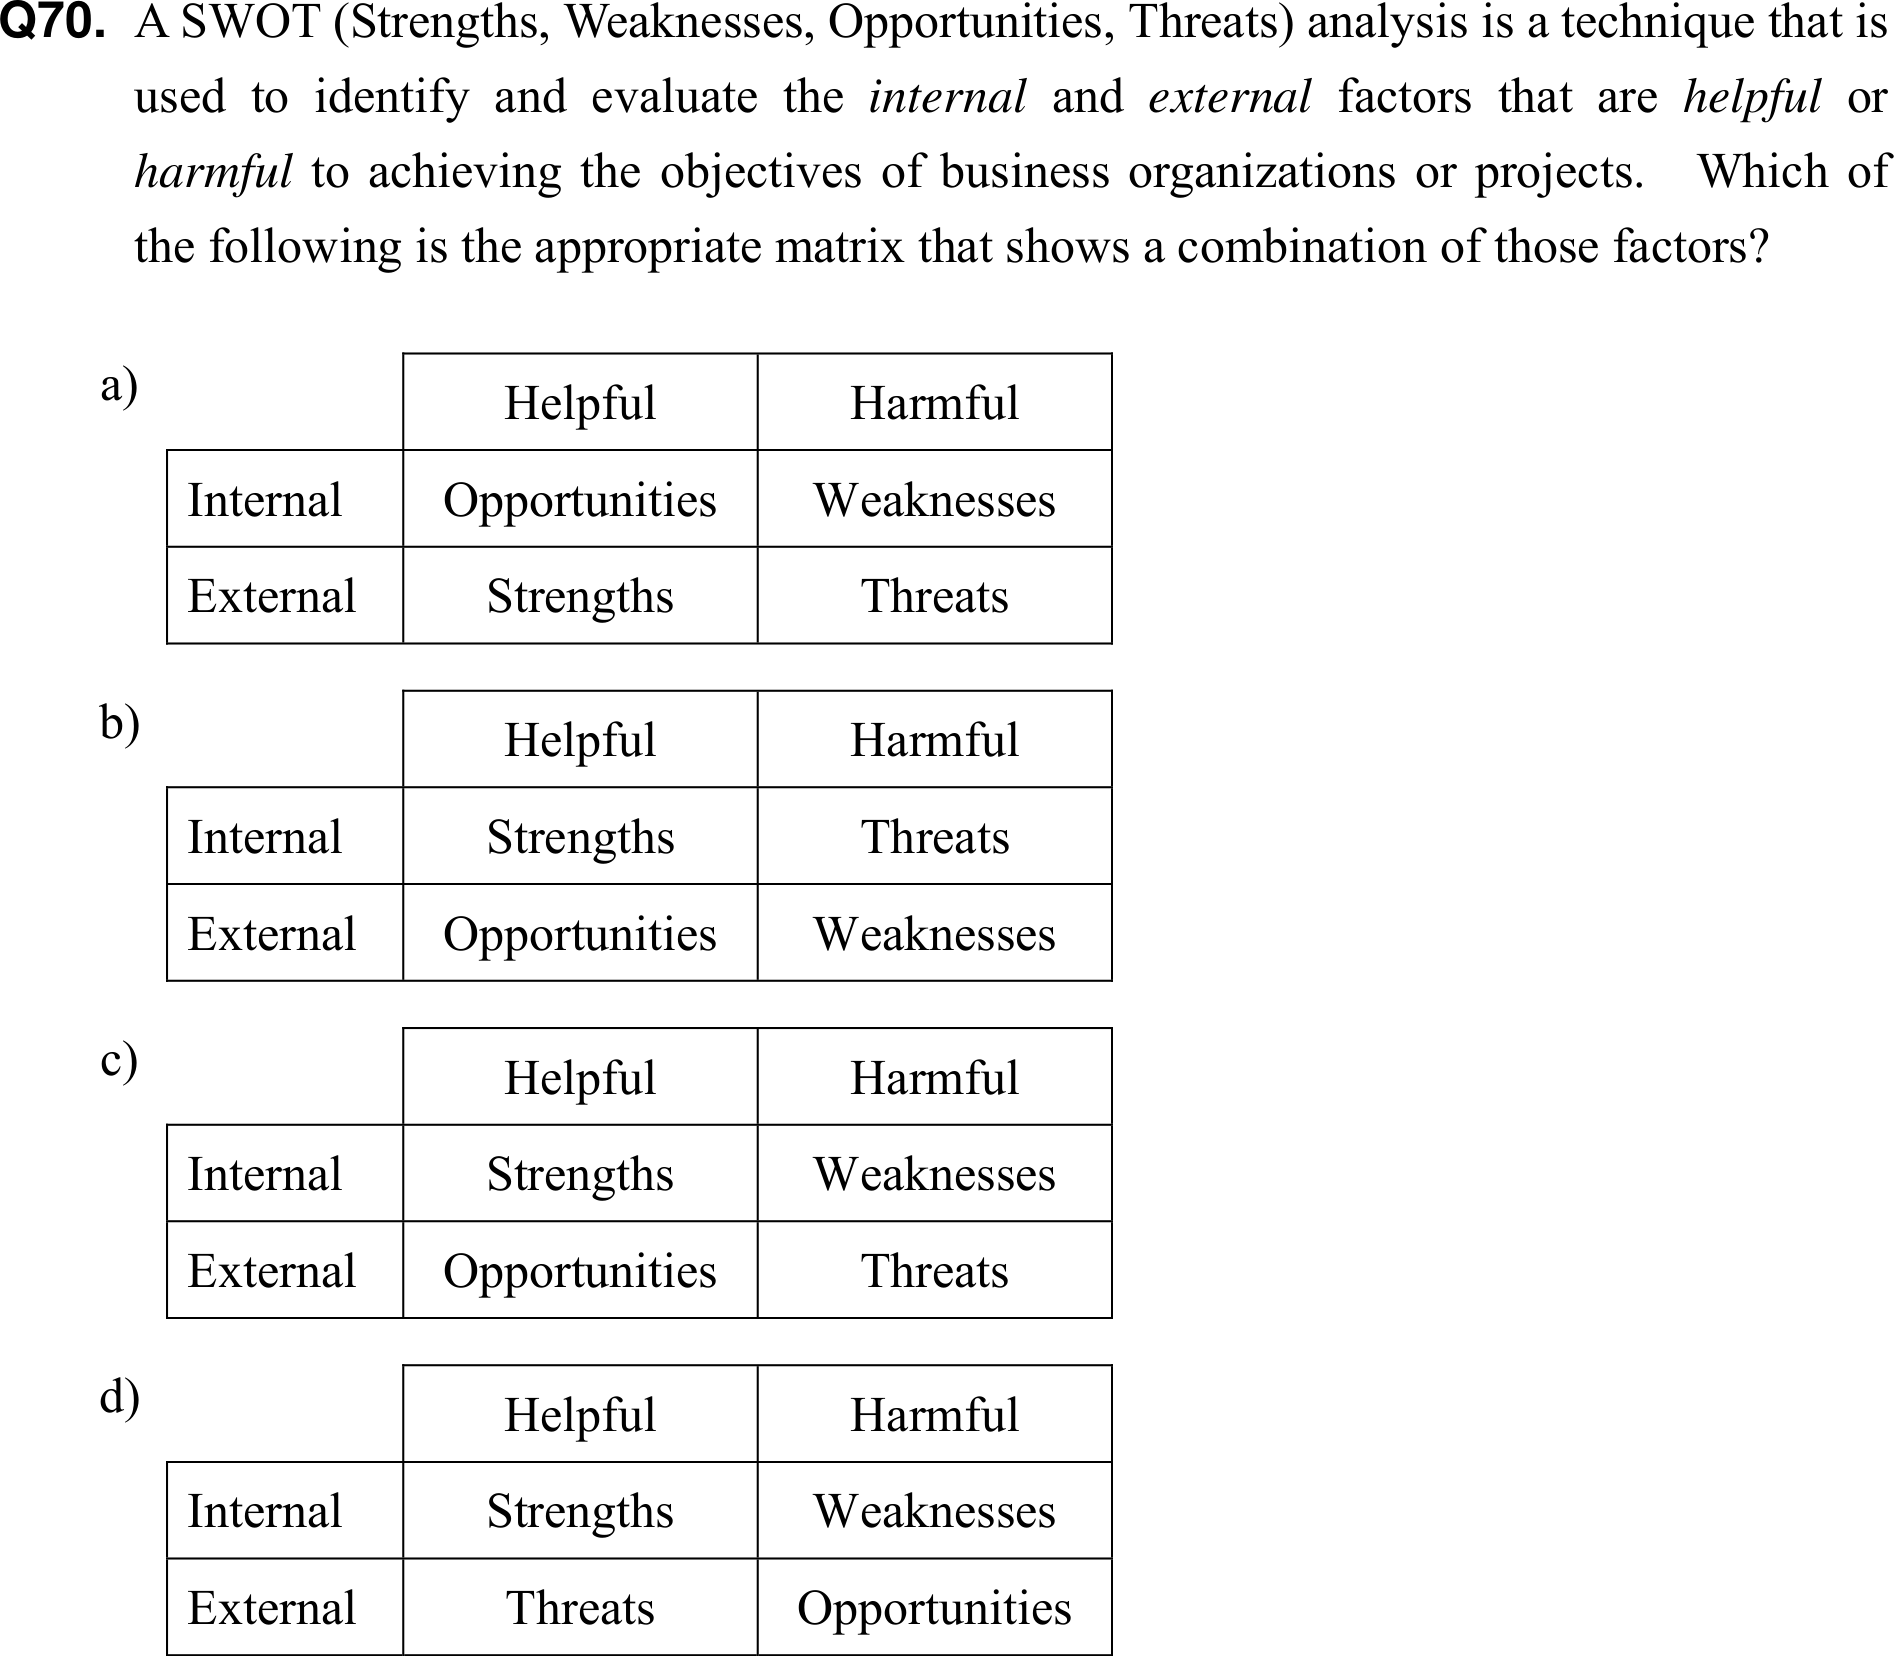 Q70. A SWOT (Strengths, Weaknesses, Opportunities, Threats) analysis is a technique that is
used to identify and evaluate the internal and external factors that are helpful or
harmful to achieving the objectives of business organizations or projects. Which of
the following is the appropriate matrix that shows a combination of those factors?
a)
Helpful Harmful
Internal Opportunities Weaknesses
External Strengths Threats
b)
Helpful Harmful
Internal Strengths Threats
External Opportunities Weaknesses
c)
Helpful Harmful
Internal Strengths Weaknesses
External Opportunities Threats
d)
Helpful Harmful
Internal Strengths Weaknesses
External Threats Opportunities